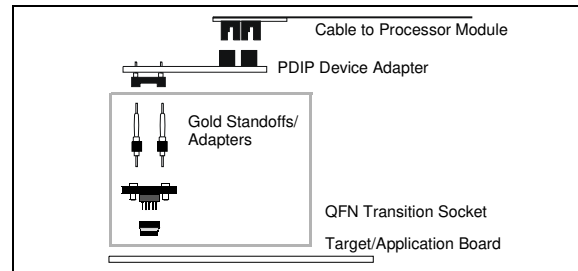 Cable to Processor Module
PDIP Device Adapter
Gold Standoffs/
Adapters
QFN Transition Socket
Target/Application Board